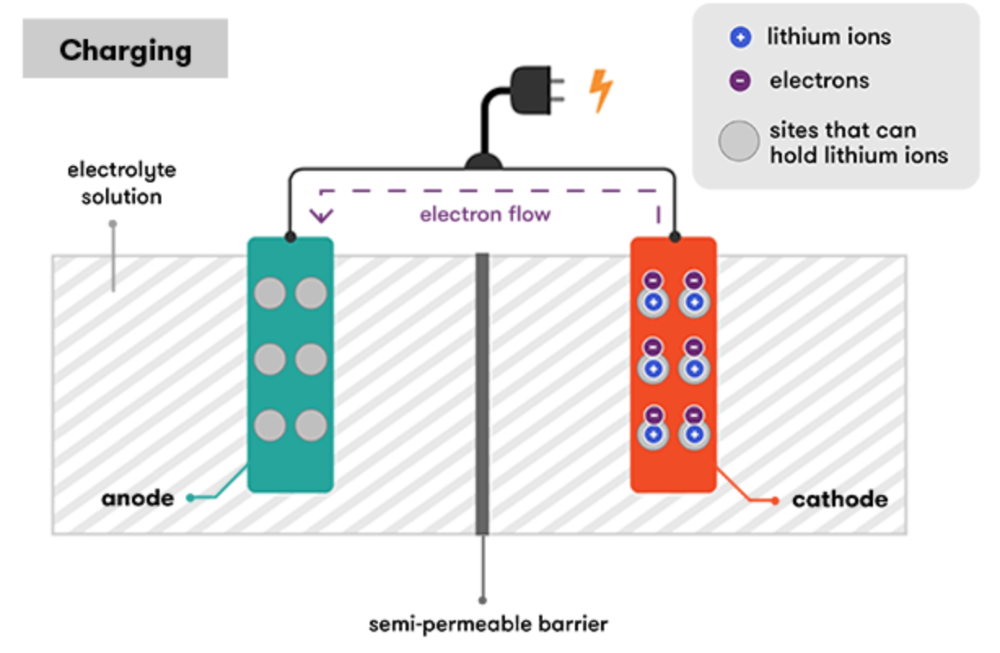 Charging
lithium ions
electrons
sites that can
hold lithium ions
electrolyte
solution
electron flow
anode
cathode
semi-permeable barrier